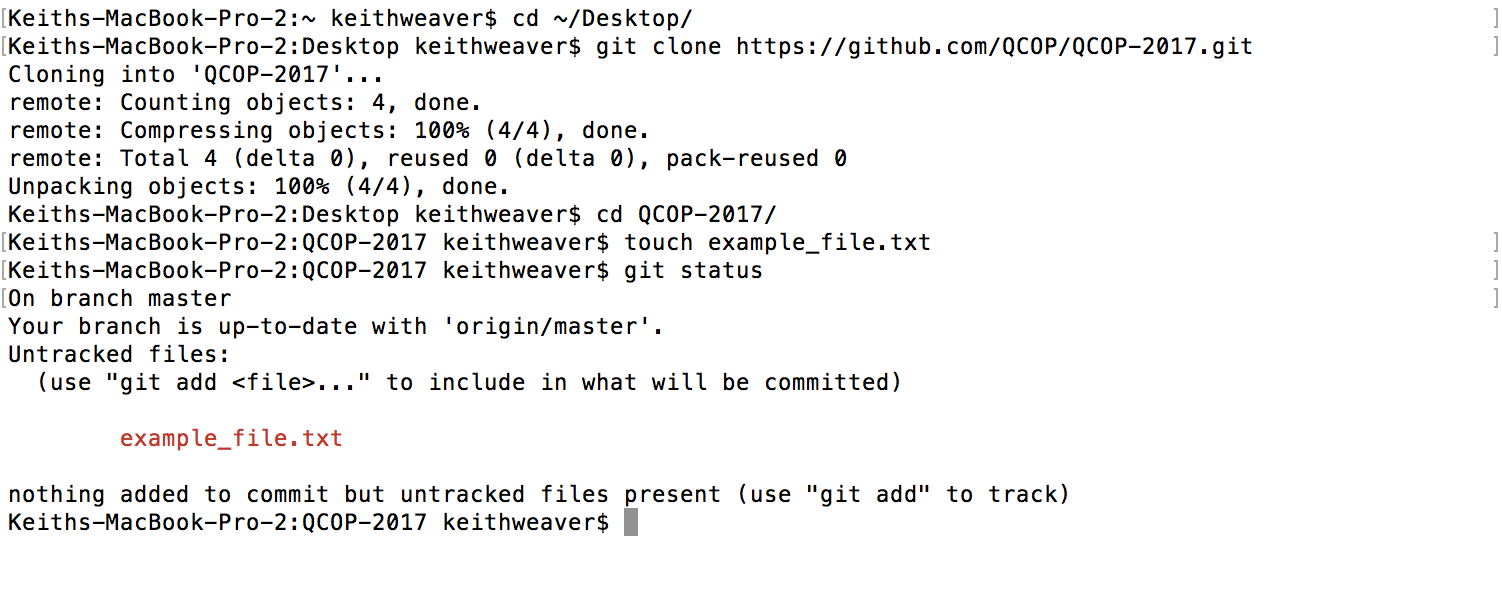 Keiths-MacBook-Pro-2:~ keithweaver$ cd ~/Desktop/
Keiths-MacBook-Pro-2:Desktop keithweaver$ git clone https://github.com/QCOP/QCOP-2017.git
Cloning into 'QCOP-2017'...
remote: Counting objects: 4, done.
remote: Compressing objects: 100% (4/4), done.
remote: Total 4 (delta 0), reused 0 (delta 0), pack-reused 0
Unpacking objects: 100% (4/4), done.
Keiths-MacBook-Pro-2:Desktop keithweaver$ cd QCOP-2017/
Keiths-MacBook-Pro-2:QCOP-2017 keithweaver$ touch example_file.txt
Keiths-MacBook-Pro-2:QCOP-2017 keithweaver$ git status
On branch master
Your branch is up-to-date with 'origin/master'.
Untracked files:
  (use "git add <file>..." to include in what will be committed)

        example_file.txt

nothing added to commit but untracked files present (use "git add" to track)
Keiths-MacBook-Pro-2:QCOP-2017 keithweaver$